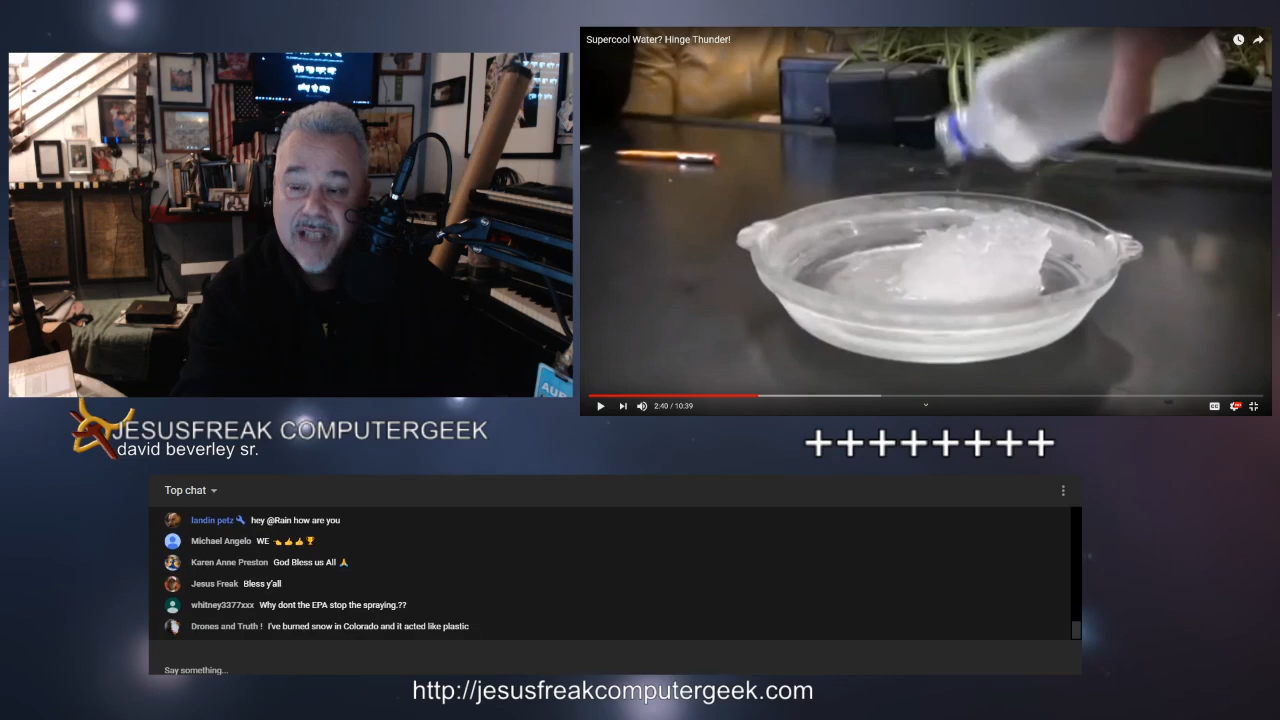 Supercool Water? Hinge Thunder!
2:40 / 10:39
CC
JESUSFREAK COMPUTERGEEK
david beverley sr.
++++++++
Top chat
landin petz hey @Rain how are you
Michael Angelo WE 👈👍👍🏆
Karen Anne Preston God Bless us All 🙏
Jesus Freak Bless y'all
whitney3377xxx Why dont the EPA stop the spraying.??
Drones and Truth ! I've burned snow in Colorado and it acted like plastic
Say something...
http://jesusfreakcomputergeek.com